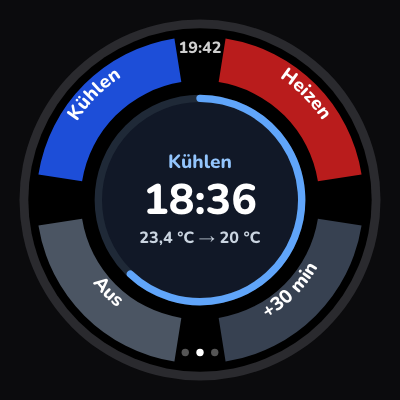 19:42
Kühlen
Heizen
Kühlen
18:36
23,4 °C → 20 °C
Aus
+30 min